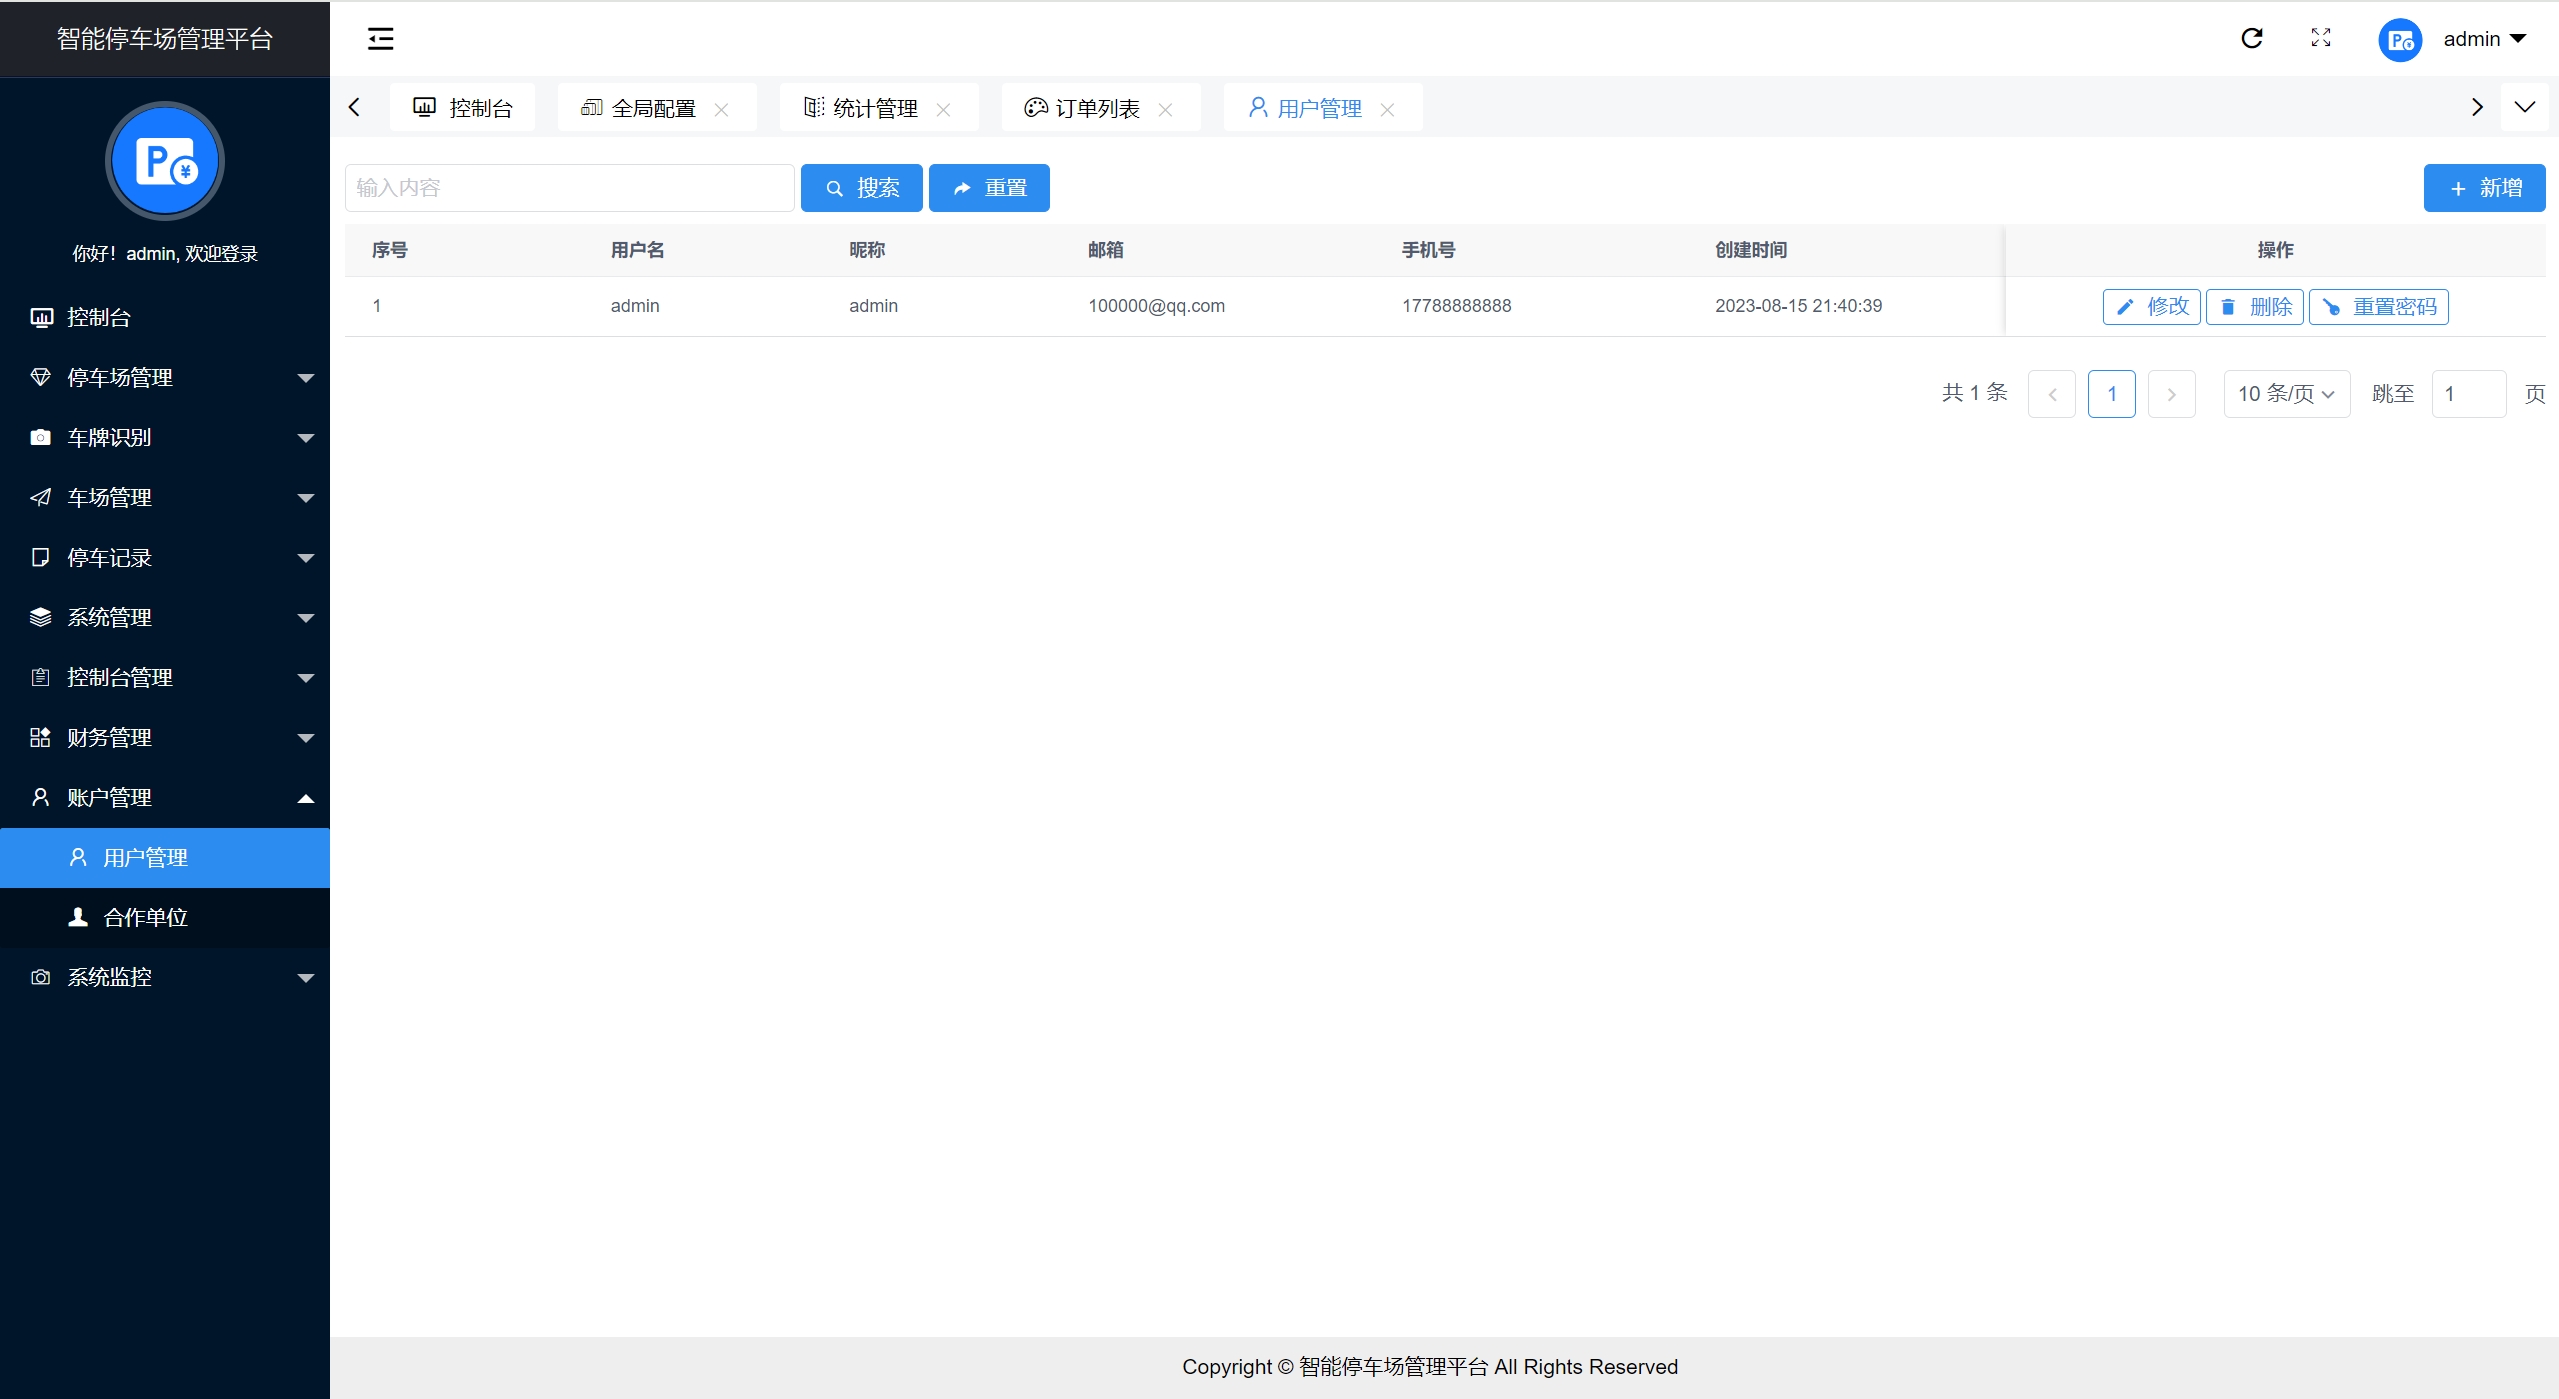 智能停车场管理平台
admin
你好！admin, 欢迎登录
控制台
停车场管理
车牌识别
车场管理
停车记录
系统管理
控制台管理
财务管理
账户管理
用户管理
合作单位
系统监控
控制台 全局配置 统计管理 订单列表 用户管理
输入内容 搜索 重置 新增
序号 用户名 昵称 邮箱 手机号 创建时间 操作
1 admin admin 100000@qq.com 17788888888 2023-08-15 21:40:39 修改 删除 重置密码
共 1 条 1 10 条/页 跳至 1 页
Copyright © 智能停车场管理平台 All Rights Reserved